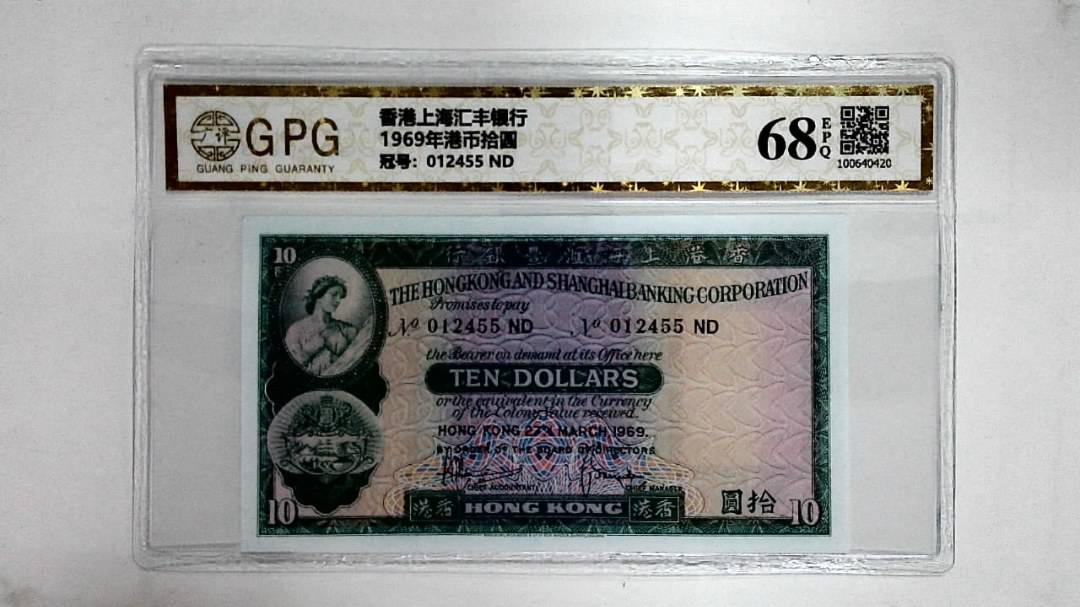 GPG
GUANG PING GUARANTY
香港上海汇丰银行
1969年港币拾圆
冠号: 012455 ND
68
EPQ
100640420
10
行銀豐滙海上港香
THE HONGKONG AND SHANGHAI BANKING CORPORATION
Promises to pay
No 012455 ND No 012455 ND
the Bearer on demand at its Office here
TEN DOLLARS
or the equivalent in the Currency
of the Colony Value received.
HONG KONG 27TH MARCH 1969.
BY ORDER OF THE BOARD OF DIRECTORS
CHIEF ACCOUNTANT CHIEF MANAGER
10 港香 HONG KONG 港香 圓拾 10